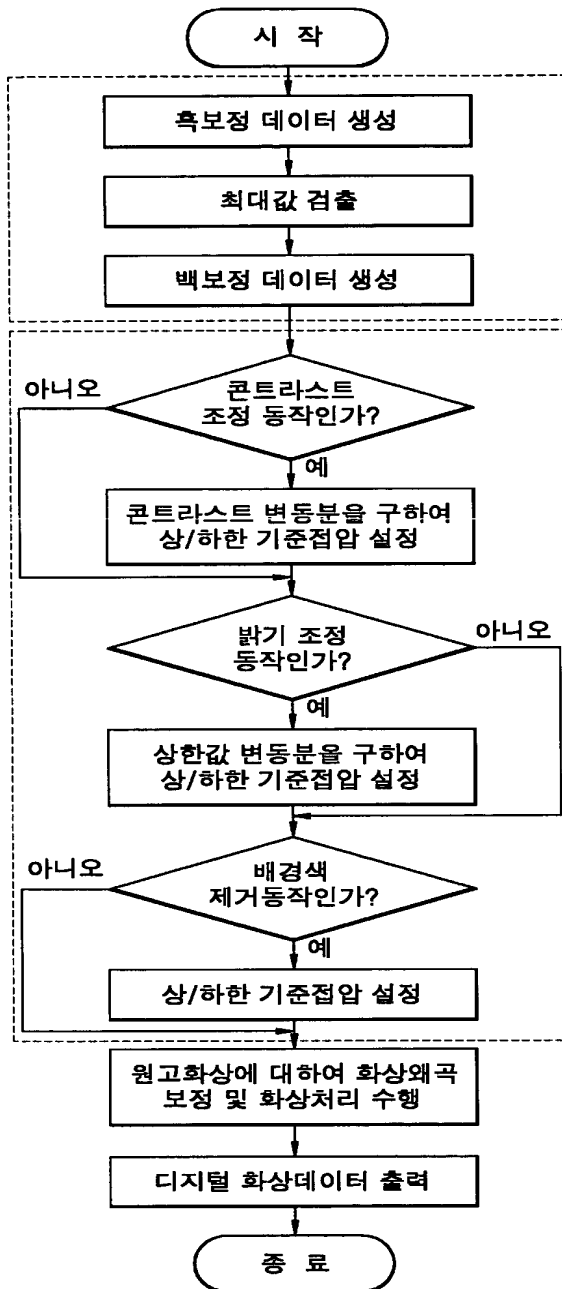 시 작
흑보정 데이터 생성
최대값 검출
백보정 데이터 생성
아니오
콘트라스트
조정 동작인가?
예
콘트라스트 변동분을 구하여
상/하한 기준접압 설정
밝기 조정
동작인가?
아니오
예
상한값 변동분을 구하여
상/하한 기준접압 설정
아니오
배경색
제거동작인가?
예
상/하한 기준접압 설정
원고화상에 대하여 화상왜곡
보정 및 화상처리 수행
디지털 화상데이터 출력
종 료